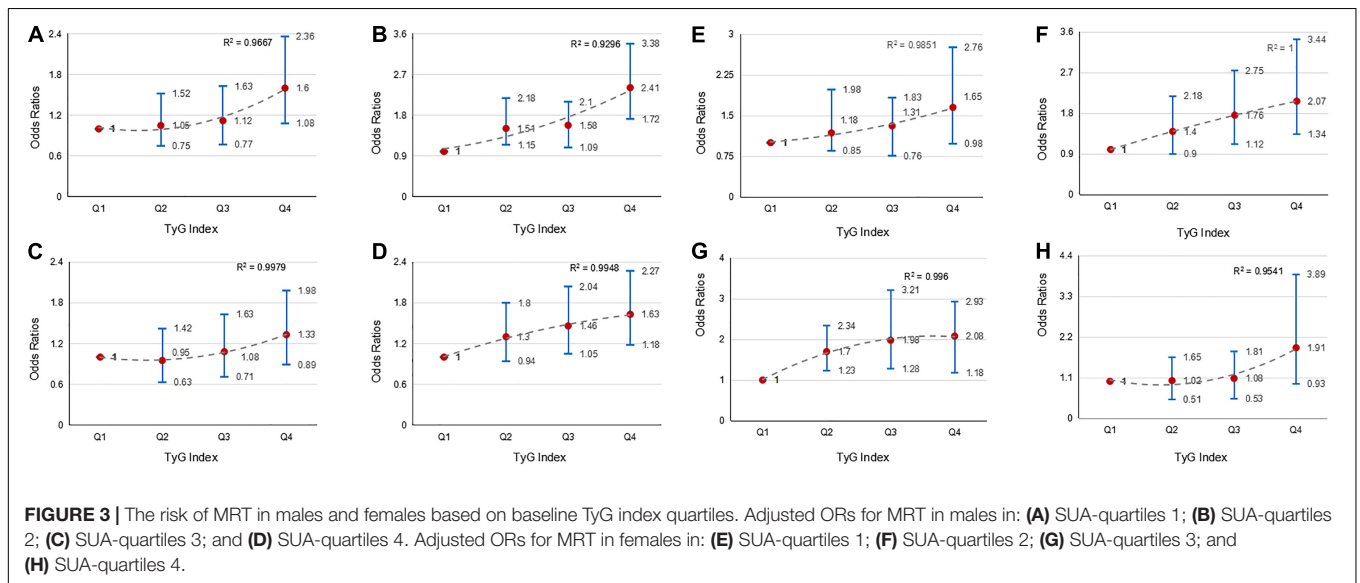 A
2.4
1.8
1.2
0.6
0
Odds Ratios
R² = 0.9667
1
1.52
1.05
0.75
1.63
1.12
0.77
2.36
1.6
1.08
Q1 Q2 Q3 Q4
TyG Index
B
3.6
2.7
1.8
0.9
0
Odds Ratios
R² = 0.9296
1
2.18
1.51
1.15
2.1
1.58
1.09
3.38
2.41
1.72
Q1 Q2 Q3 Q4
TyG Index
E
3
2.25
1.5
0.75
0
Odds Ratios
R² = 0.9851
1
1.98
1.18
0.85
1.83
1.31
0.76
2.76
1.65
0.98
Q1 Q2 Q3 Q4
TyG Index
F
3.6
2.7
1.8
0.9
0
Odds Ratios
R² = 1
1
2.18
1.4
0.9
2.75
1.76
1.12
3.44
2.07
1.34
Q1 Q2 Q3 Q4
TyG Index
C
2.4
1.8
1.2
0.6
0
Odds Ratios
R² = 0.9979
1
1.42
0.95
0.63
1.63
1.08
0.71
1.98
1.33
0.89
Q1 Q2 Q3 Q4
TyG Index
D
2.4
1.8
1.2
0.6
0
Odds Ratios
R² = 0.9948
1
1.8
1.3
0.94
2.04
1.46
1.05
2.27
1.63
1.18
Q1 Q2 Q3 Q4
TyG Index
G
4
3
2
1
0
Odds Ratios
R² = 0.996
1
2.34
1.7
1.23
3.21
1.98
1.28
2.93
2.08
1.18
Q1 Q2 Q3 Q4
TyG Index
H
4.4
3.3
2.2
1.1
0
Odds Ratios
R² = 0.9541
1
1.65
1.02
0.51
1.81
1.08
0.53
3.89
1.91
0.93
Q1 Q2 Q3 Q4
TyG Index
FIGURE 3 | The risk of MRT in males and females based on baseline TyG index quartiles. Adjusted ORs for MRT in males in: (A) SUA-quartiles 1; (B) SUA-quartiles
2; (C) SUA-quartiles 3; and (D) SUA-quartiles 4. Adjusted ORs for MRT in females in: (E) SUA-quartiles 1; (F) SUA-quartiles 2; (G) SUA-quartiles 3; and
(H) SUA-quartiles 4.